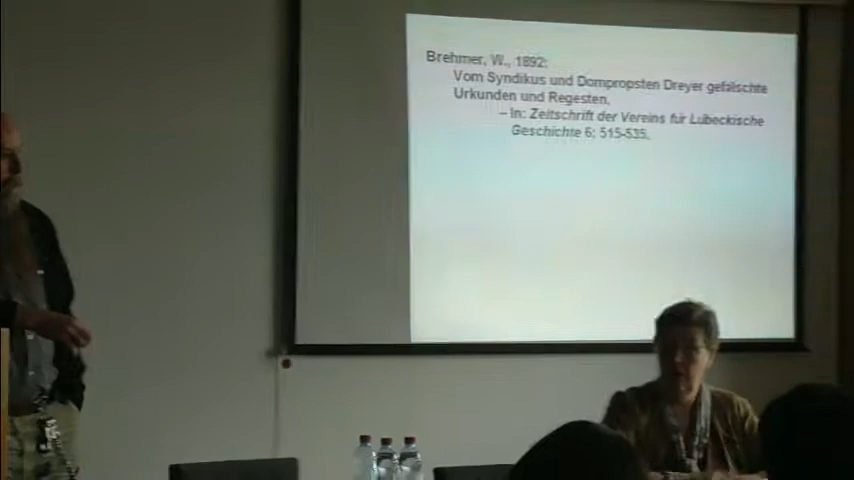 Brehmer, W., 1892:
Vom Syndikus und Dompropsten Dreyer gefälschte
Urkunden und Regesten,
– In: Zeitschrift der Vereins für Lübeckische
Geschichte 6: 515-535.